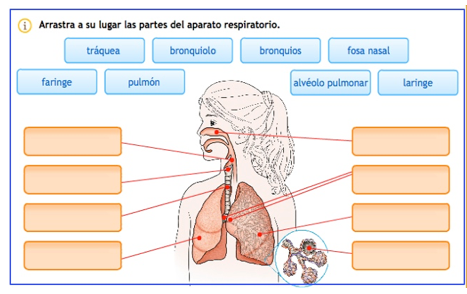 i Arrastra a su lugar las partes del aparato respiratorio.
tráquea bronquiolo bronquios fosa nasal
faringe pulmón alvéolo pulmonar laringe